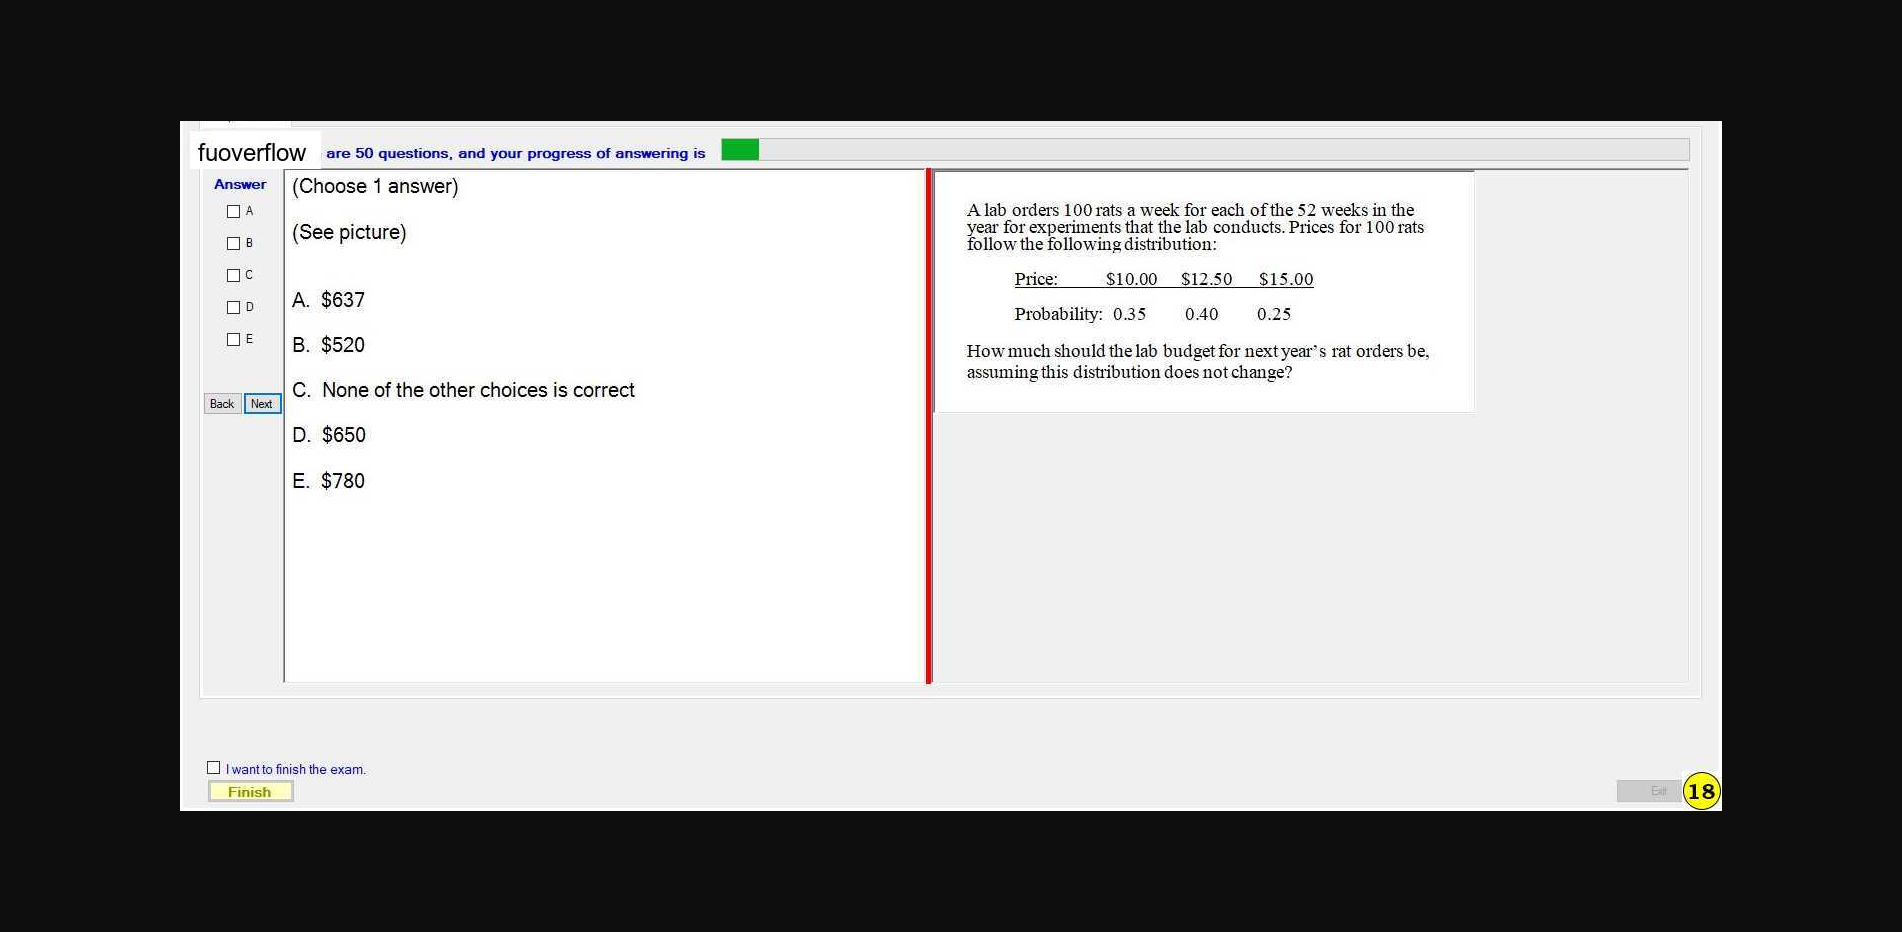 fuoverflow are 50 questions, and your progress of answering is
Answer
A
B
C
D
E
Back Next
(Choose 1 answer)
(See picture)
A. $637
B. $520
C. None of the other choices is correct
D. $650
E. $780
A lab orders 100 rats a week for each of the 52 weeks in the
year for experiments that the lab conducts. Prices for 100 rats
follow the following distribution:
Price: $10.00 $12.50 $15.00
Probability: 0.35 0.40 0.25
How much should the lab budget for next year's rat orders be,
assuming this distribution does not change?
I want to finish the exam.
Finish
Exit
18